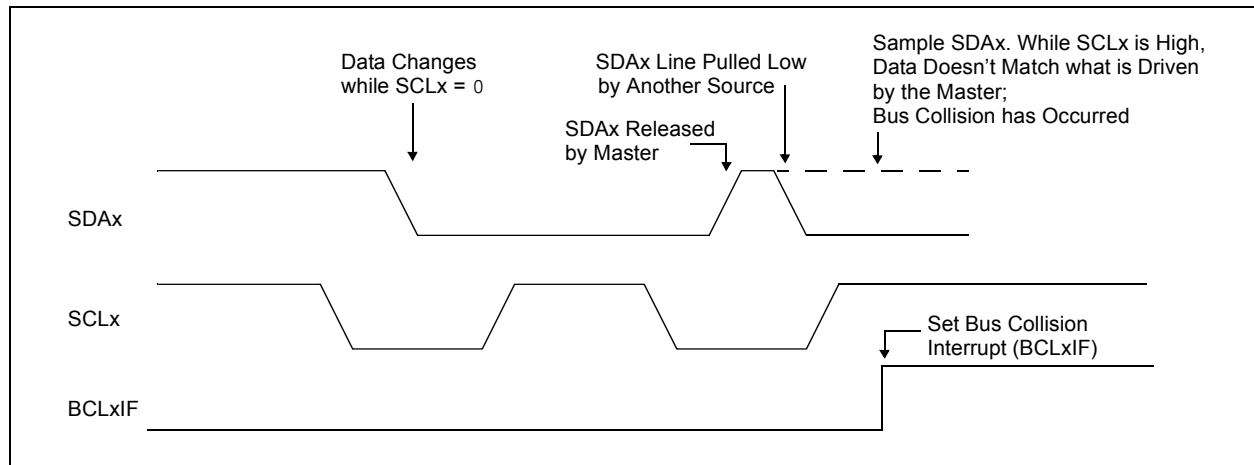 Data Changes
while SCLx = 0
SDAx Line Pulled Low
by Another Source
Sample SDAx. While SCLx is High,
Data Doesn’t Match what is Driven
by the Master;
Bus Collision has Occurred
SDAx Released
by Master
SDAx
SCLx
Set Bus Collision
Interrupt (BCLxIF)
BCLxIF